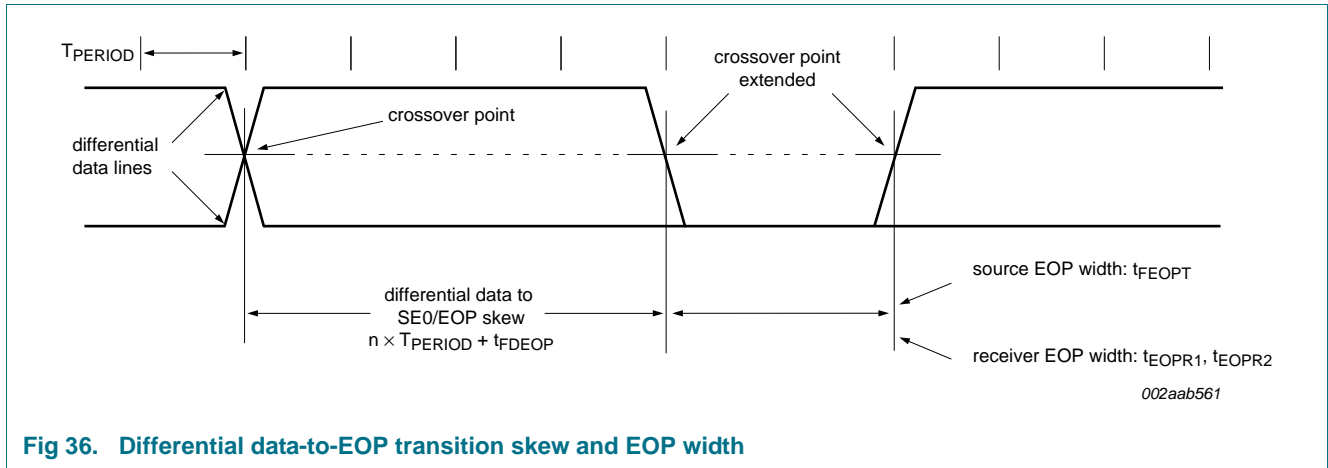 TPERIOD
crossover point
extended
crossover point
differential
data lines
differential data to
SE0/EOP skew
n × TPERIOD + tFDEOP
source EOP width: tFEOPT
receiver EOP width: tEOPR1, tEOPR2
002aab561
Fig 36. Differential data-to-EOP transition skew and EOP width